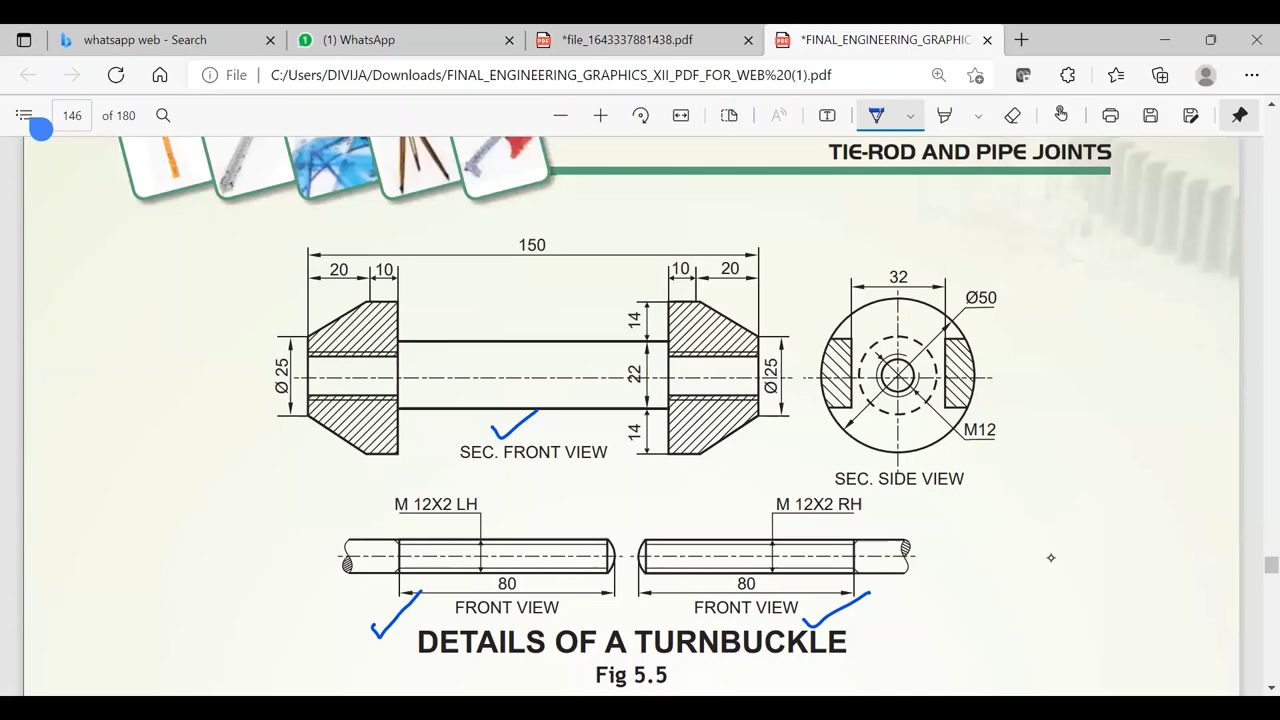 whatsapp web - Search
1
(1) WhatsApp
PDF
*file_1643337881438.pdf
PDF
*FINAL_ENGINEERING_GRAPHIC
File
C:/Users/DIVIJA/Downloads/FINAL_ENGINEERING_GRAPHICS_XII_PDF_FOR_WEB%20(1).pdf
146 of 180
TIE-ROD AND PIPE JOINTS
150
20
10
10
20
32
Ø50
14
Ø 25
22
Ø 25
14
M12
SEC. FRONT VIEW
SEC. SIDE VIEW
M 12X2 LH
M 12X2 RH
80
80
FRONT VIEW
FRONT VIEW
DETAILS OF A TURNBUCKLE
Fig 5.5